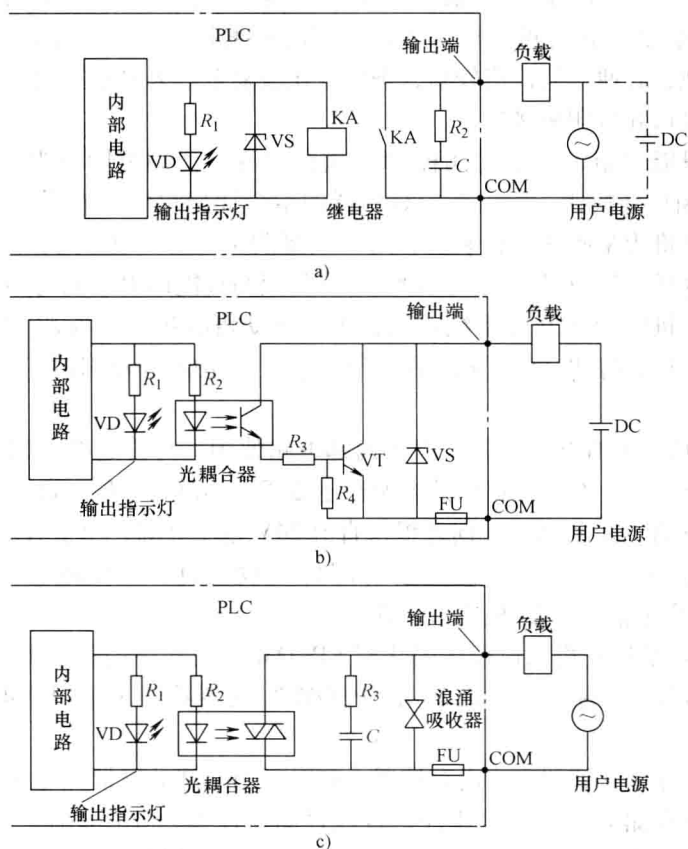 PLC
输出端
负载
内部电路
R₁
VD
VS
KA
KA
R₂
C
DC
COM
输出指示灯
继电器
用户电源
a)
PLC
输出端
负载
内部电路
R₁
R₂
VD
R₃
VT
VS
DC
光耦合器
R₄
FU
COM
输出指示灯
用户电源
b)
PLC
输出端
负载
内部电路
R₁
R₂
R₃
浪涌
吸收器
VD
C
FU
COM
光耦合器
输出指示灯
用户电源
c)